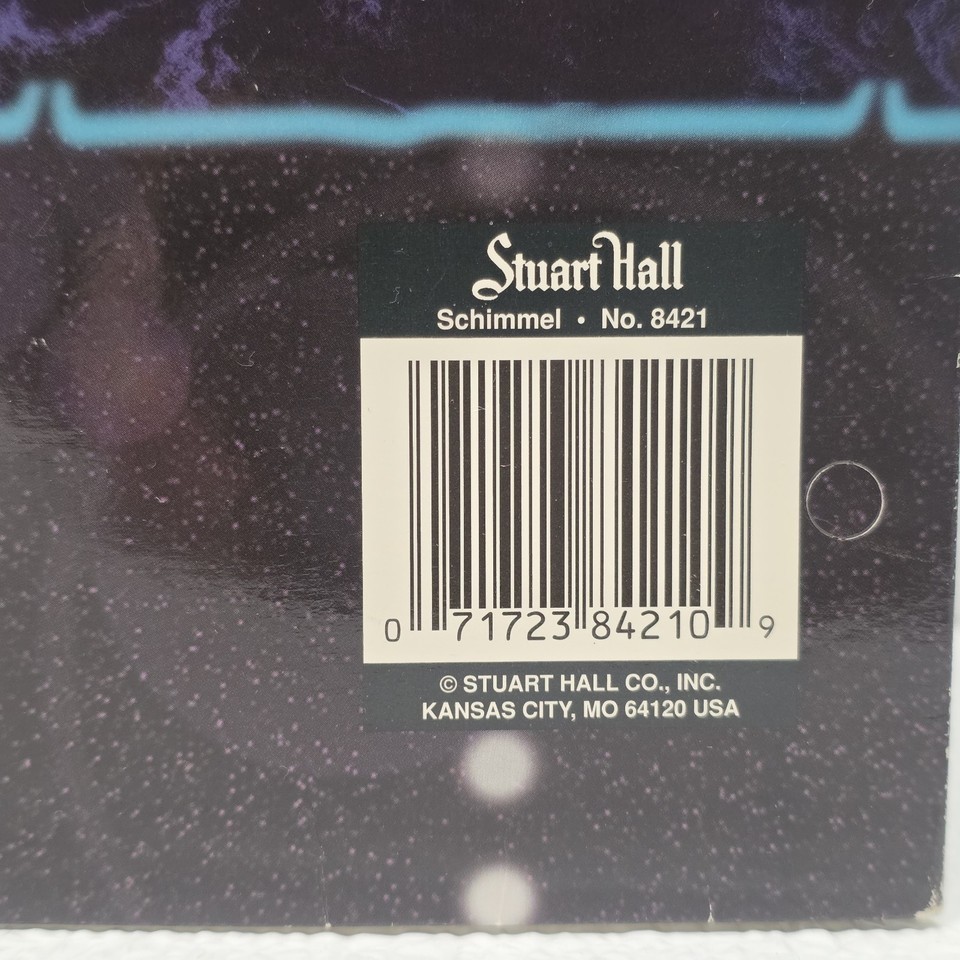 Stuart Hall
Schimmel • No. 8421
0 71723 84210 9
© STUART HALL CO., INC.
KANSAS CITY, MO 64120 USA